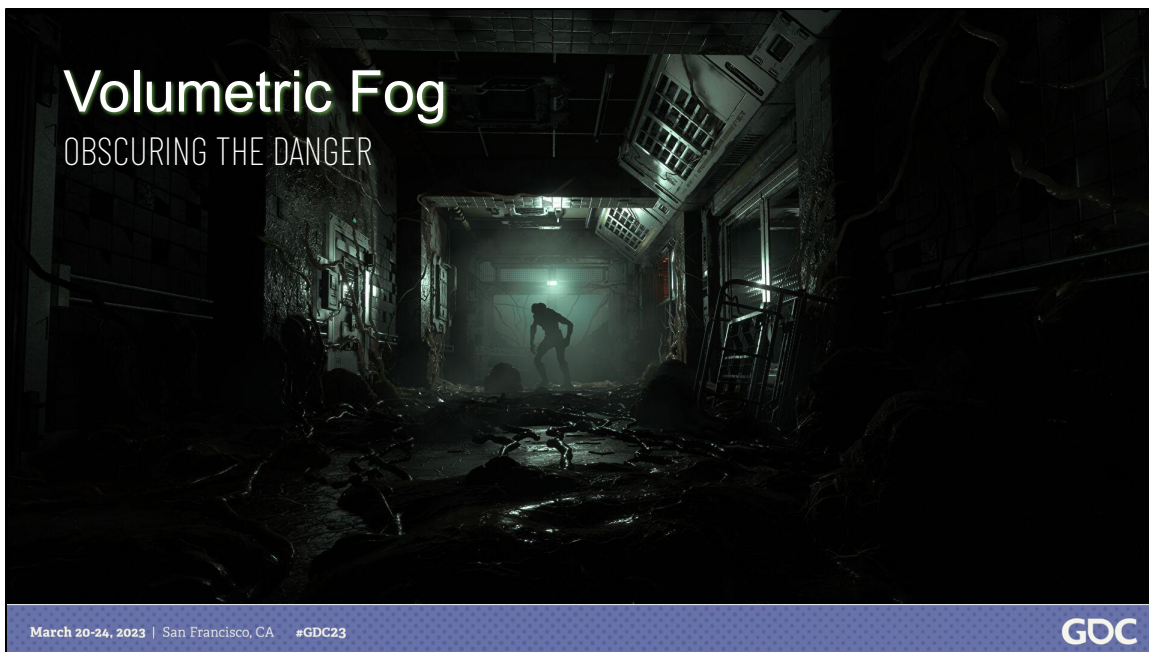 Volumetric Fog
OBSCURING THE DANGER
March 20-24, 2023 | San Francisco, CA #GDC23
GDC